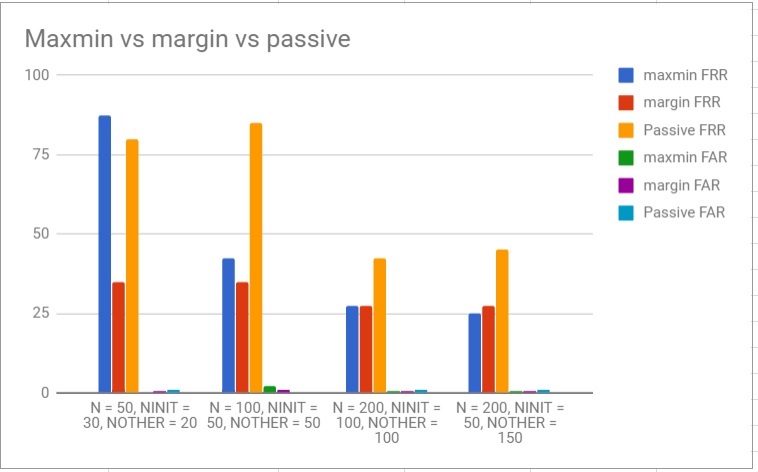 Maxmin vs margin vs passive
100
75
50
25
0
maxmin FRR
margin FRR
Passive FRR
maxmin FAR
margin FAR
Passive FAR
N = 50, NINIT =
30, NOTHER = 20
N = 100, NINIT =
50, NOTHER = 50
N = 200, NINIT =
100, NOTHER =
100
N = 200, NINIT =
50, NOTHER =
150